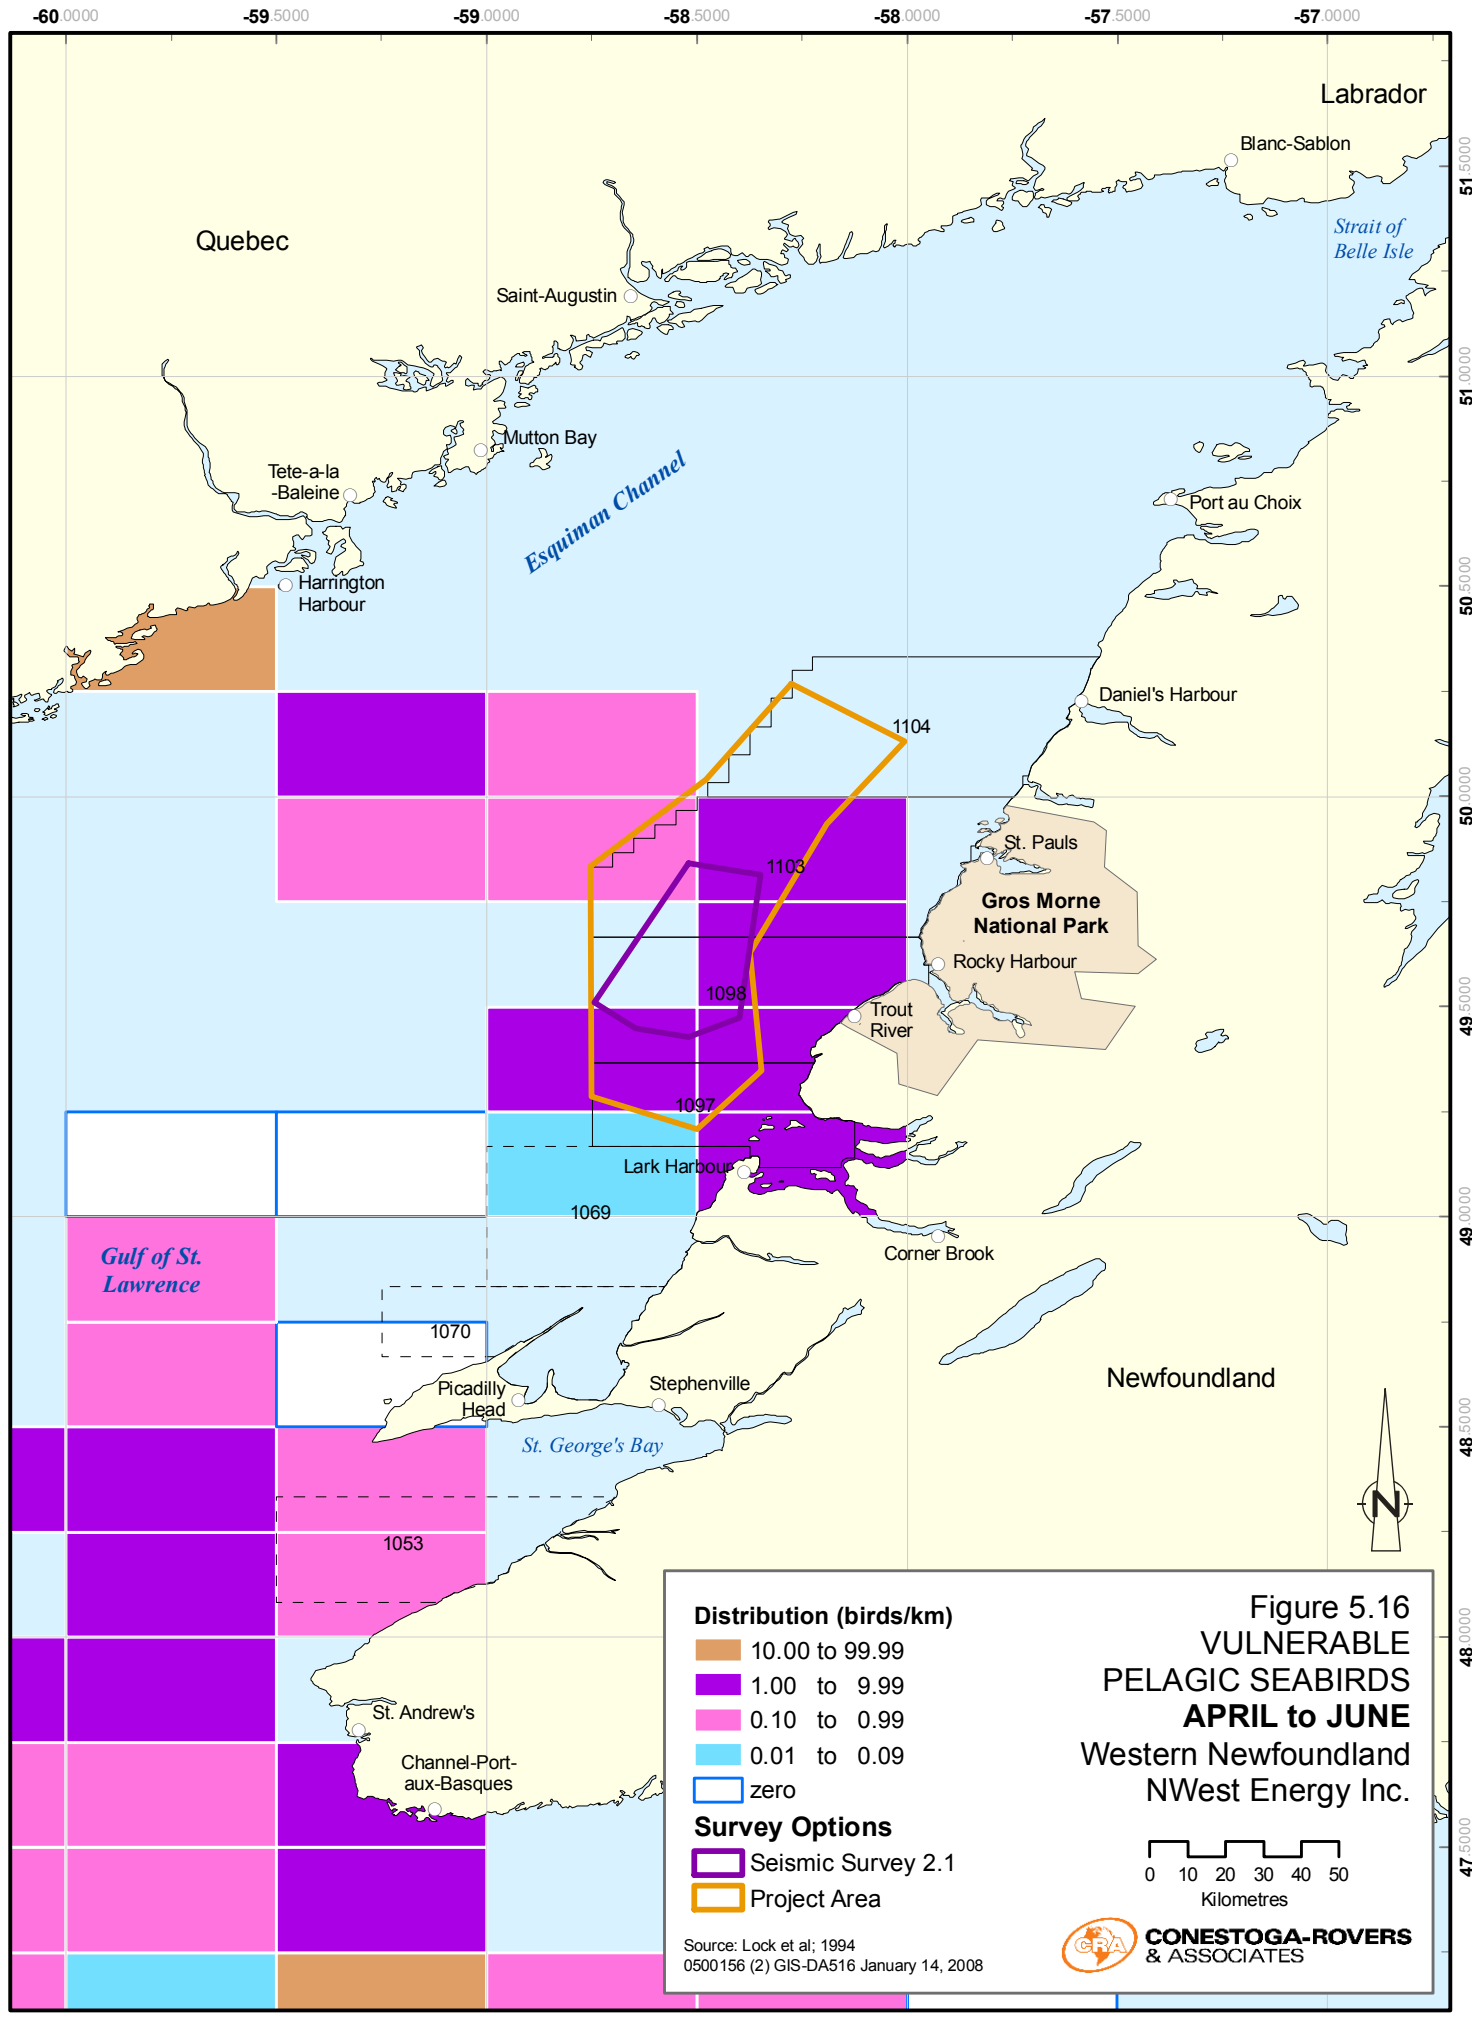 -60.0000 -59.5000 -59.0000 -58.5000 -58.0000 -57.5000 -57.0000
Labrador
Blanc-Sablon
51.5000
Strait of
Belle Isle
Quebec
Saint-Augustin
51.0000
Mutton Bay
Esquiman Channel
Tete-a-la
-Baleine
Port au Choix
Harrington
Harbour
50.5000
Daniel's Harbour
1104
50.0000
St. Pauls
1103
Gros Morne
National Park
Rocky Harbour
1098
Trout
River
49.5000
1097
Lark Harbour
1069
49.0000
Corner Brook
Gulf of St.
Lawrence
1070
Newfoundland
Picadilly
Head
Stephenville
St. George's Bay
48.5000
N
1053
48.0000
St. Andrew's
Channel-Port-
aux-Basques
47.5000
Distribution (birds/km)
10.00 to 99.99
1.00 to 9.99
0.10 to 0.99
0.01 to 0.09
zero
Survey Options
Seismic Survey 2.1
Project Area
Source: Lock et al; 1994
0500156 (2) GIS-DA516 January 14, 2008
Figure 5.16
VULNERABLE
PELAGIC SEABIRDS
APRIL to JUNE
Western Newfoundland
NWest Energy Inc.
0 10 20 30 40 50
Kilometres
CRA
CONESTOGA-ROVERS
& ASSOCIATES